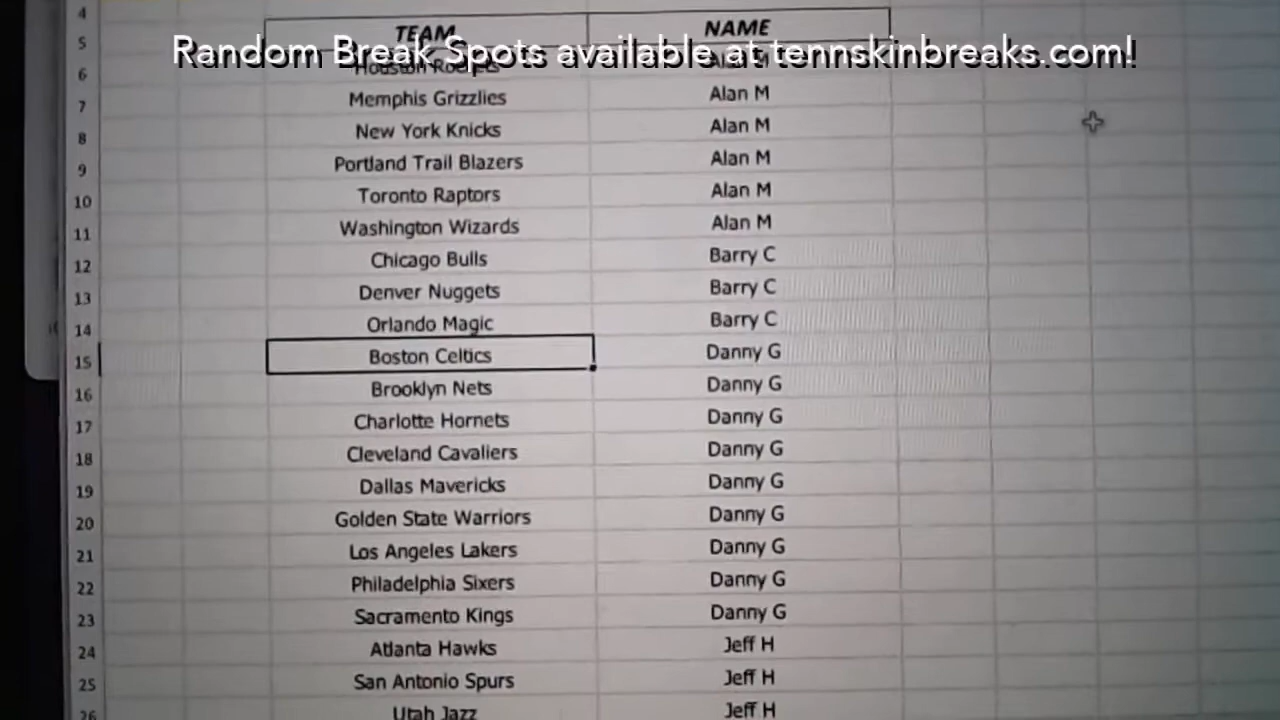 4
TEAM NAME
5
Random Break Spots available at tennskinbreaks.com!
6 Houston Rockets Alan M
7 Memphis Grizzlies Alan M
8 New York Knicks Alan M
9 Portland Trail Blazers Alan M
10 Toronto Raptors Alan M
11 Washington Wizards Alan M
12 Chicago Bulls Barry C
13 Denver Nuggets Barry C
14 Orlando Magic Barry C
15 Boston Celtics Danny G
16 Brooklyn Nets Danny G
17 Charlotte Hornets Danny G
18 Cleveland Cavaliers Danny G
19 Dallas Mavericks Danny G
20 Golden State Warriors Danny G
21 Los Angeles Lakers Danny G
22 Philadelphia Sixers Danny G
23 Sacramento Kings Danny G
24 Atlanta Hawks Jeff H
25 San Antonio Spurs Jeff H
26 Utah Jazz Jeff H